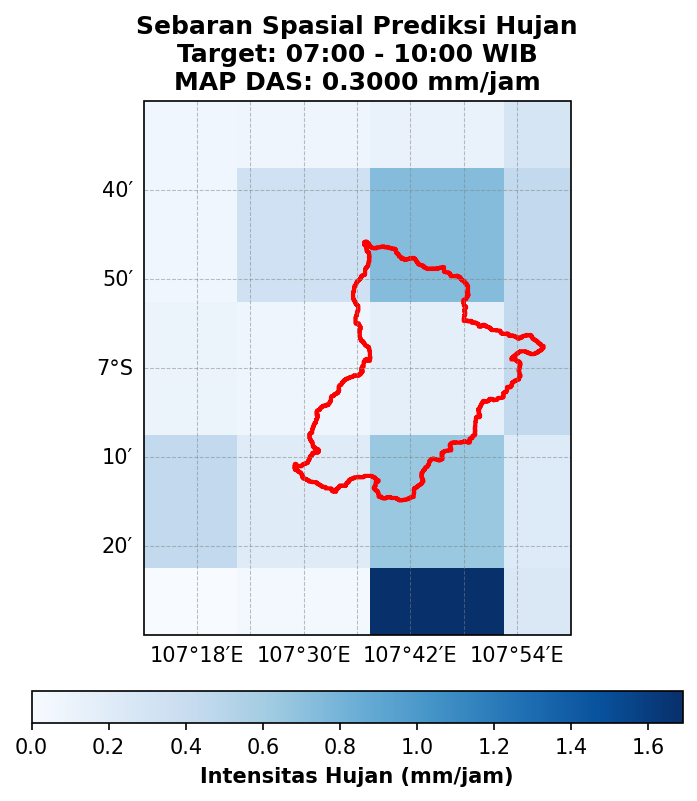 Sebaran Spasial Prediksi Hujan
Target: 07:00 - 10:00 WIB
MAP DAS: 0.3000 mm/jam
40′
50′
7°S
10′
20′
107°18′E 107°30′E 107°42′E 107°54′E
0.0 0.2 0.4 0.6 0.8 1.0 1.2 1.4 1.6
Intensitas Hujan (mm/jam)